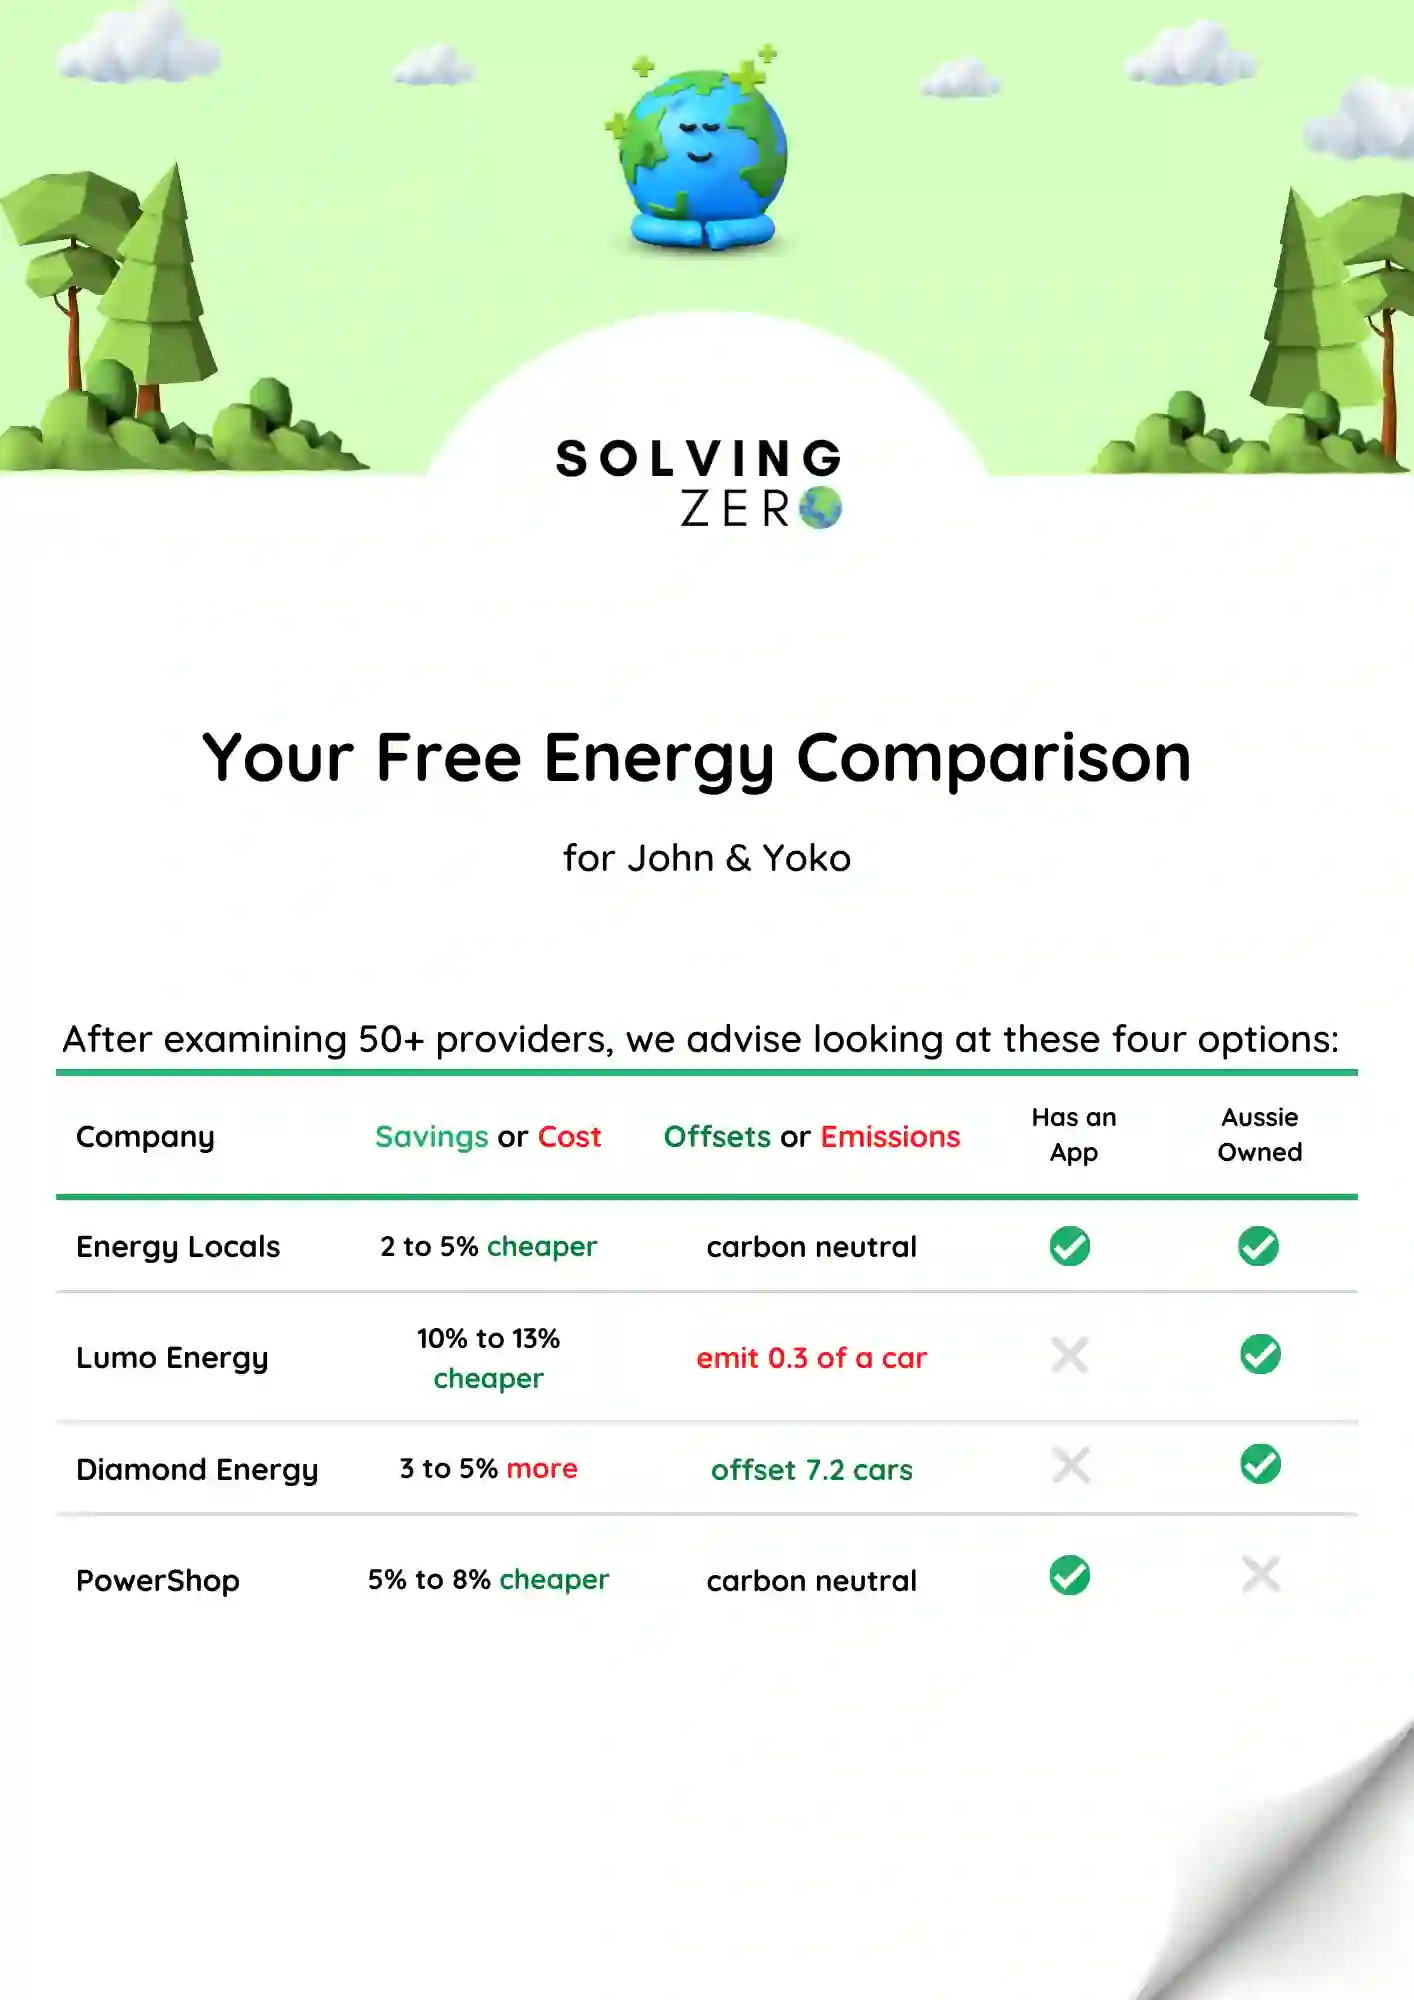 SOLVING
ZERO
Your Free Energy Comparison
for John & Yoko
After examining 50+ providers, we advise looking at these four options:
Company Savings or Cost Offsets or Emissions Has an App Aussie Owned
Energy Locals 2 to 5% cheaper carbon neutral
Lumo Energy 10% to 13% cheaper emit 0.3 of a car
Diamond Energy 3 to 5% more offset 7.2 cars
PowerShop 5% to 8% cheaper carbon neutral